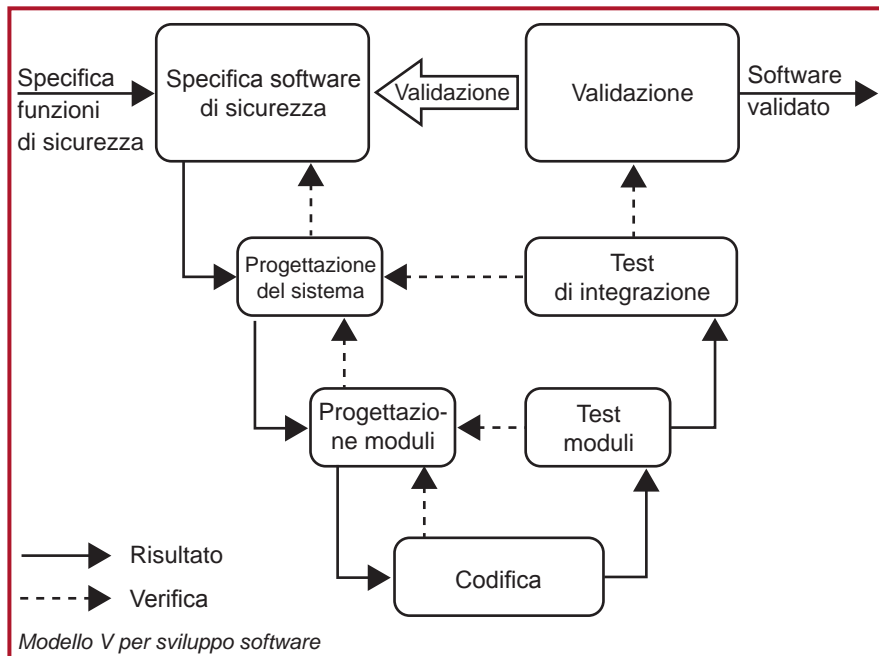 Specifica
funzioni
di sicurezza
Specifica software
di sicurezza
Validazione
Validazione
Software
validato
Progettazione
del sistema
Test
di integrazione
Progettazio-
ne moduli
Test
moduli
Codifica
Risultato
Verifica
Modello V per sviluppo software